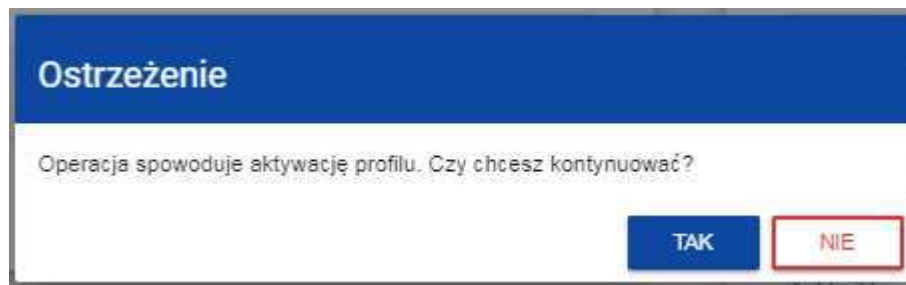 Ostrzeżenie
Operacja spowoduje aktywację profilu. Czy chcesz kontynuować?
TAK NIE